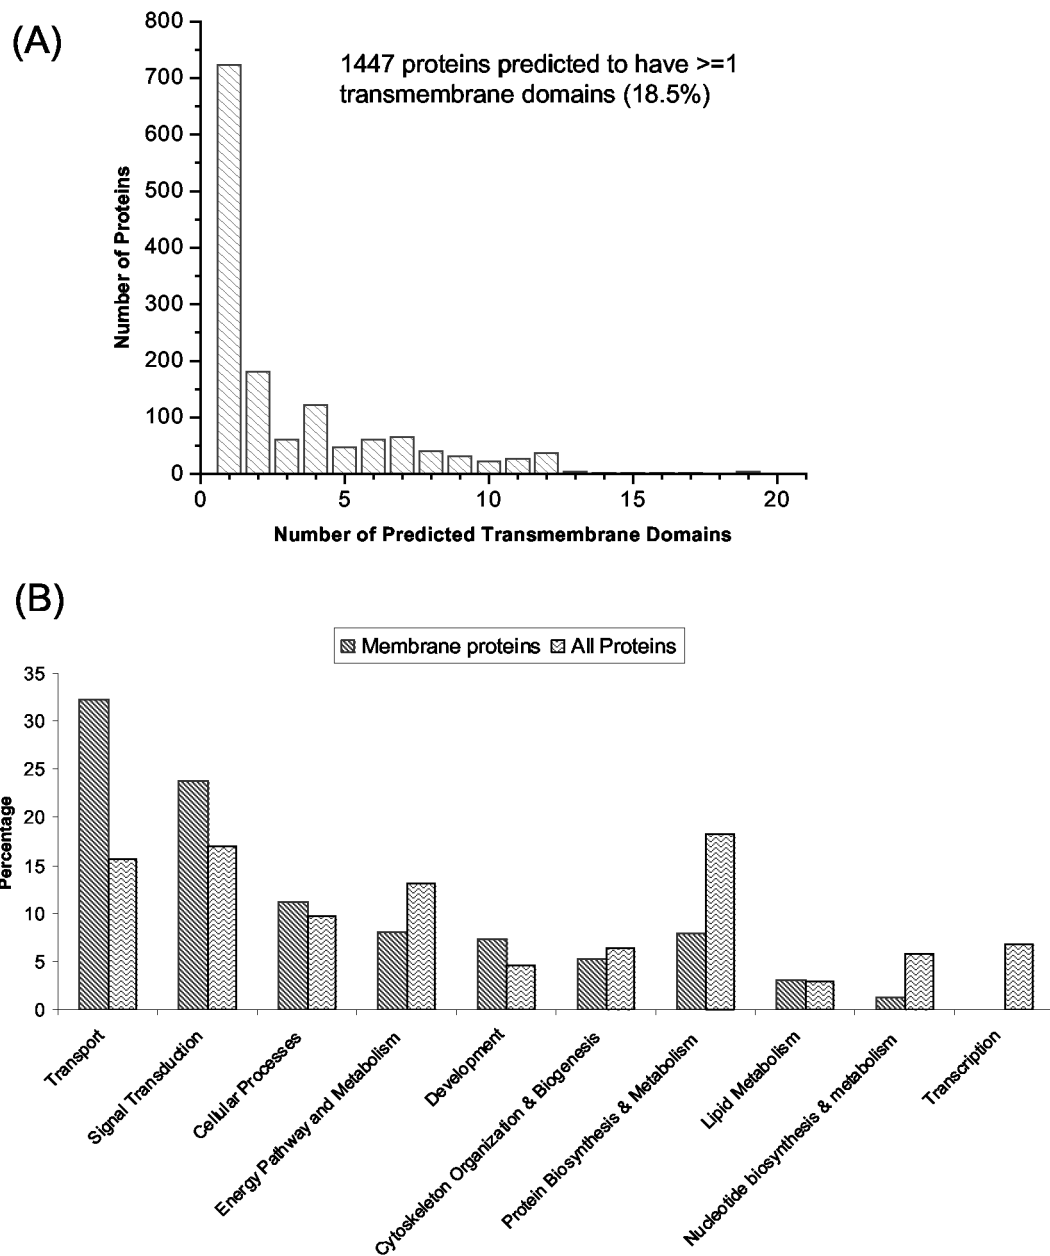 (A)
1447 proteins predicted to have >=1
transmembrane domains (18.5%)
800
700
600
500
400
300
200
100
0
Number of Proteins
0 5 10 15 20
Number of Predicted Transmembrane Domains
(B)
Membrane proteins All Proteins
35
30
25
20
15
10
5
0
Percentage
Transport
Signal Transduction
Cellular Processes
Energy Pathway and Metabolism
Development
Cytoskeleton Organization & Biogenesis
Protein Biosynthesis & Metabolism
Lipid Metabolism
Nucleotide biosynthesis & metabolism
Transcription